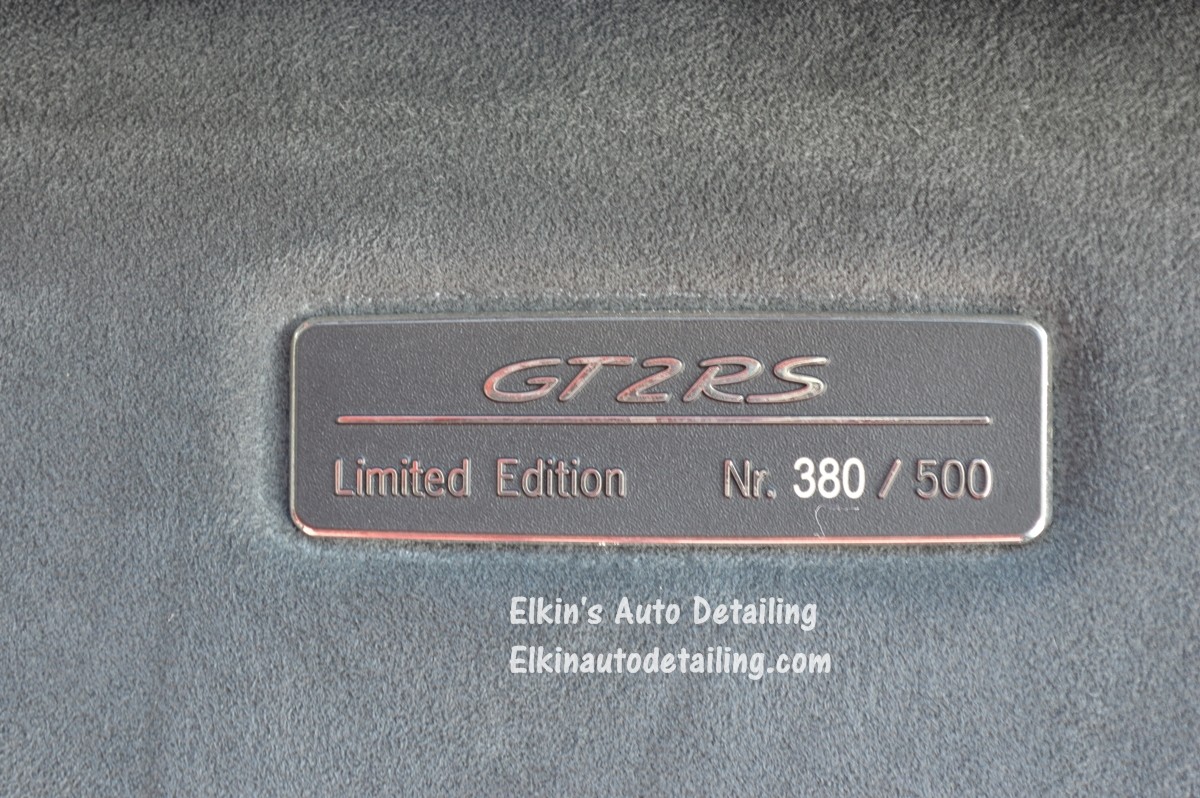 GT2RS
Limited Edition Nr. 380 / 500
Elkin's Auto Detailing
Elkinautodetailing.com